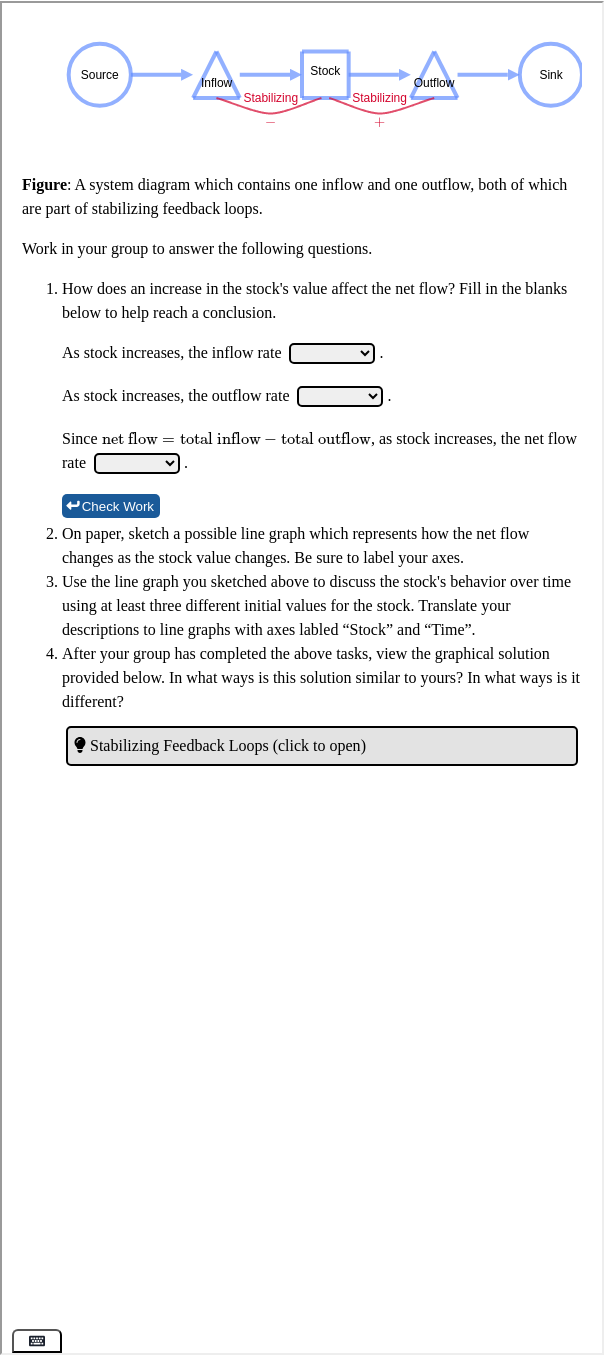 Source
Inflow
Stock
Outflow
Sink
Stabilizing
Stabilizing
−
+
Figure: A system diagram which contains one inflow and one outflow, both of which
are part of stabilizing feedback loops.
Work in your group to answer the following questions.
1. How does an increase in the stock's value affect the net flow? Fill in the blanks
below to help reach a conclusion.
As stock increases, the inflow rate .
As stock increases, the outflow rate .
Since net flow = total inflow − total outflow, as stock increases, the net flow
rate .
Check Work
2. On paper, sketch a possible line graph which represents how the net flow
changes as the stock value changes. Be sure to label your axes.
3. Use the line graph you sketched above to discuss the stock's behavior over time
using at least three different initial values for the stock. Translate your
descriptions to line graphs with axes labled “Stock” and “Time”.
4. After your group has completed the above tasks, view the graphical solution
provided below. In what ways is this solution similar to yours? In what ways is it
different?
Stabilizing Feedback Loops (click to open)